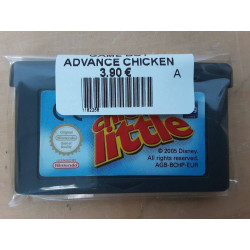 GAME BOY
ADVANCE CHICKEN
3.90 €
A
little
© 2005 Disney.
All rights reserved.
AGB-BCHP-EUR
Nintendo